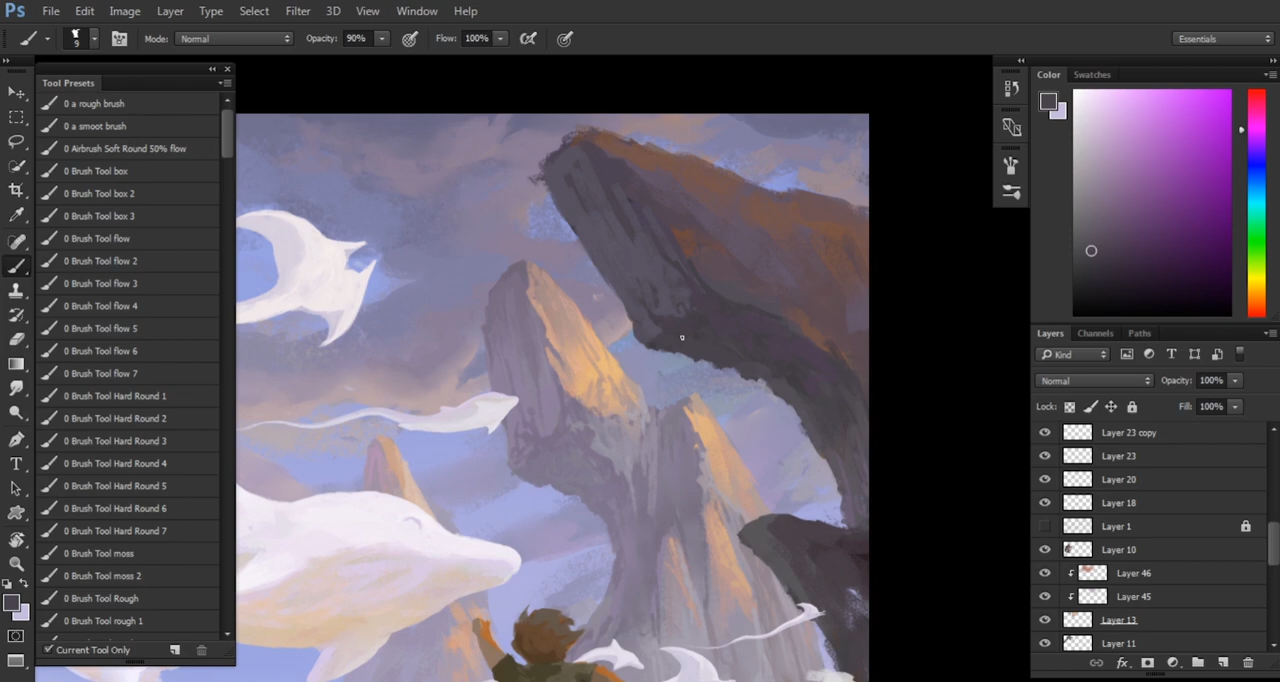 Ps File Edit Image Layer Type Select Filter 3D View Window Help
9 Mode: Normal Opacity: 90% Flow: 100% Essentials
Tool Presets
0 a rough brush
0 a smoot brush
0 Airbrush Soft Round 50% flow
0 Brush Tool box
0 Brush Tool box 2
0 Brush Tool box 3
0 Brush Tool flow
0 Brush Tool flow 2
0 Brush Tool flow 3
0 Brush Tool flow 4
0 Brush Tool flow 5
0 Brush Tool flow 6
0 Brush Tool flow 7
0 Brush Tool Hard Round 1
0 Brush Tool Hard Round 2
0 Brush Tool Hard Round 3
0 Brush Tool Hard Round 4
0 Brush Tool Hard Round 5
0 Brush Tool Hard Round 6
0 Brush Tool Hard Round 7
0 Brush Tool moss
0 Brush Tool moss 2
0 Brush Tool Rough
0 Brush Tool rough 1
Current Tool Only
Color Swatches
Layers Channels Paths
Kind
Normal Opacity: 100%
Lock: Fill: 100%
Layer 23 copy
Layer 23
Layer 20
Layer 18
Layer 1
Layer 10
Layer 46
Layer 45
Layer 13
Layer 11
fx